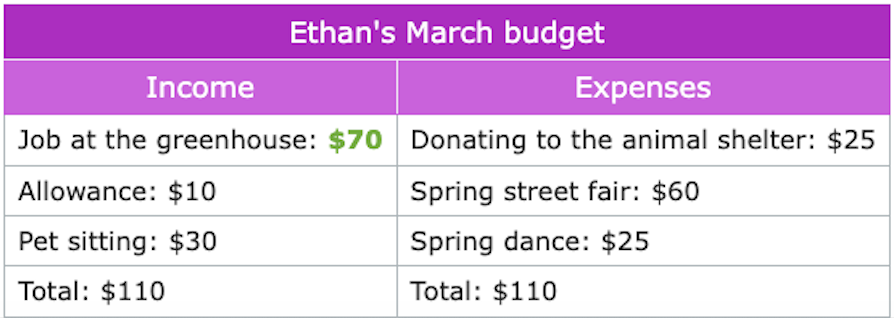 Ethan's March budget
Income Expenses
Job at the greenhouse: $70 Donating to the animal shelter: $25
Allowance: $10 Spring street fair: $60
Pet sitting: $30 Spring dance: $25
Total: $110 Total: $110